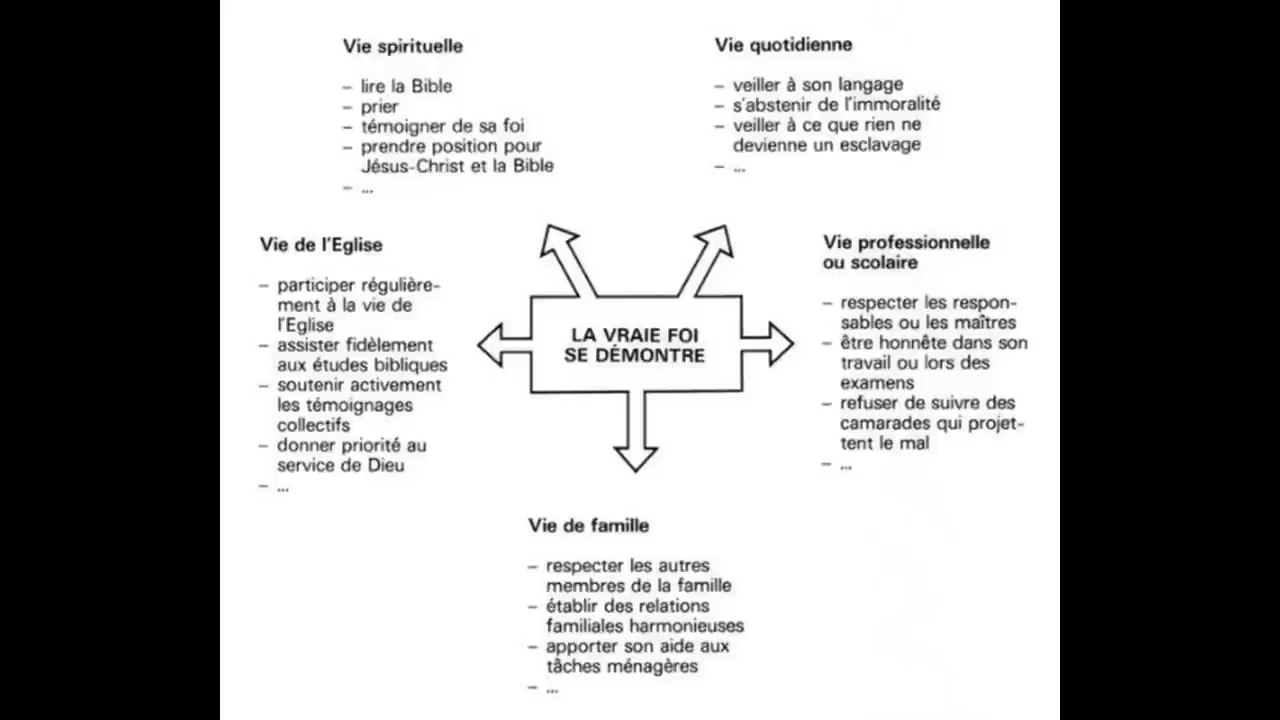 Vie spirituelle
– lire la Bible
– prier
– témoigner de sa foi
– prendre position pour
Jésus-Christ et la Bible
– ...
Vie quotidienne
– veiller à son langage
– s'abstenir de l'immoralité
– veiller à ce que rien ne
devienne un esclavage
– ...
Vie de l'Eglise
– participer régulière-
ment à la vie de
l'Eglise
– assister fidèlement
aux études bibliques
– soutenir activement
les témoignages
collectifs
– donner priorité au
service de Dieu
– ...
LA VRAIE FOI
SE DÉMONTRE
Vie professionnelle
ou scolaire
– respecter les respon-
sables ou les maîtres
– être honnête dans son
travail ou lors des
examens
– refuser de suivre des
camarades qui projet-
tent le mal
– ...
Vie de famille
– respecter les autres
membres de la famille
– établir des relations
familiales harmonieuses
– apporter son aide aux
tâches ménagères
– ...